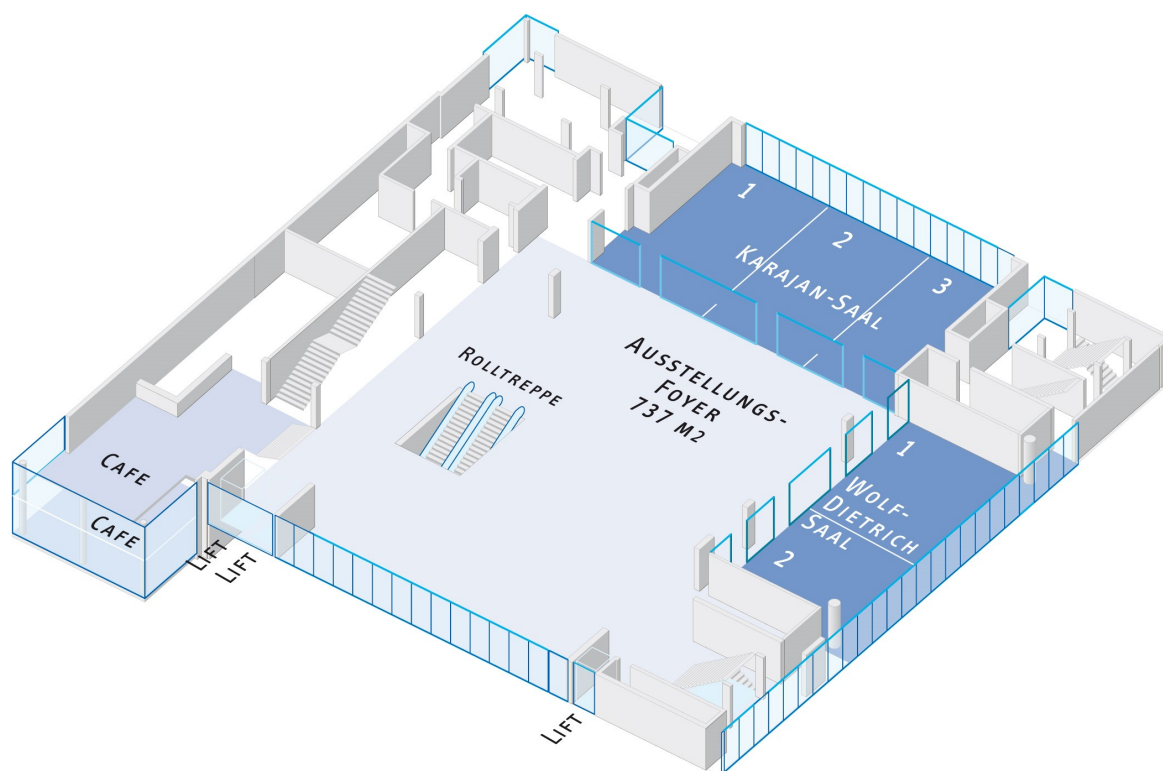 1
2
3
KARAJAN-SAAL
AUSSTELLUNGS-
FOYER
737 M2
ROLLTREPPE
1
WOLF-
DIETRICH
SAAL
2
CAFE
CAFE
LIFT
LIFT
LIFT